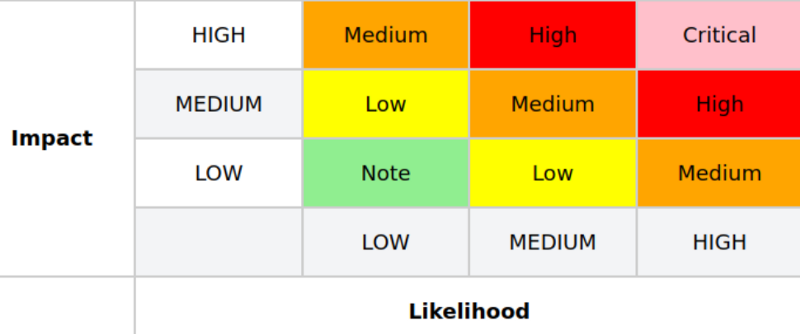 HIGH Medium High Critical
MEDIUM Low Medium High
Impact
LOW Note Low Medium
LOW MEDIUM HIGH
Likelihood